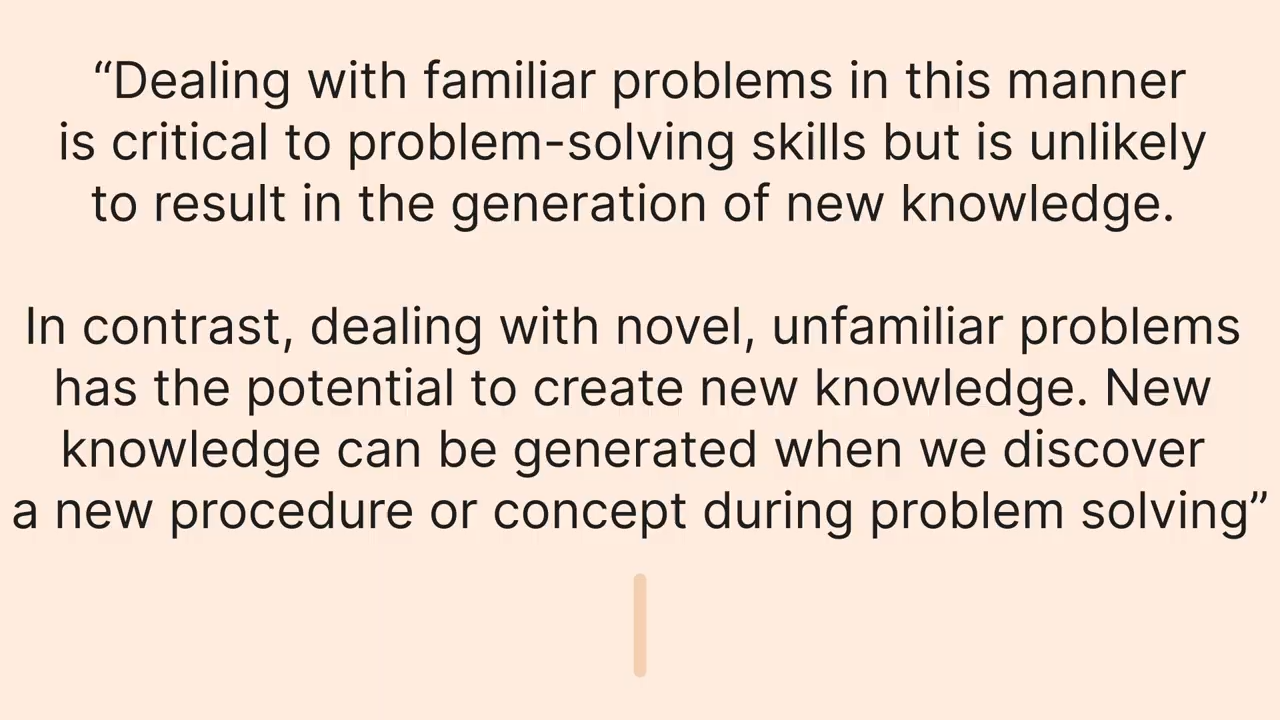 “Dealing with familiar problems in this manner
is critical to problem-solving skills but is unlikely
to result in the generation of new knowledge.
In contrast, dealing with novel, unfamiliar problems
has the potential to create new knowledge. New
knowledge can be generated when we discover
a new procedure or concept during problem solving”